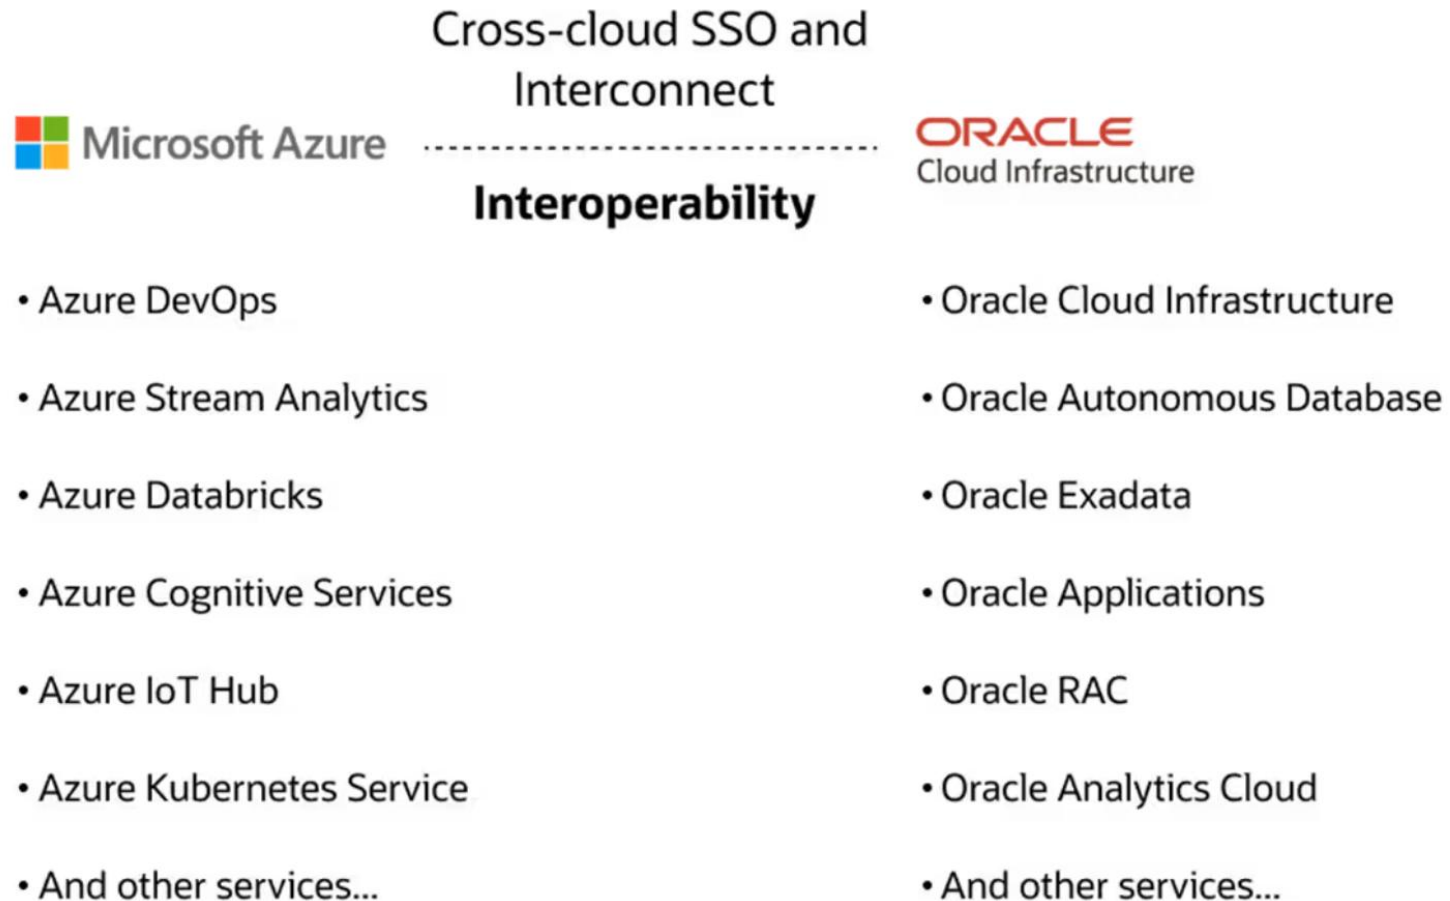 Cross-cloud SSO and
Interconnect
Microsoft Azure
ORACLE
Cloud Infrastructure
Interoperability
• Azure DevOps
• Azure Stream Analytics
• Azure Databricks
• Azure Cognitive Services
• Azure IoT Hub
• Azure Kubernetes Service
• And other services...
• Oracle Cloud Infrastructure
• Oracle Autonomous Database
• Oracle Exadata
• Oracle Applications
• Oracle RAC
• Oracle Analytics Cloud
• And other services...